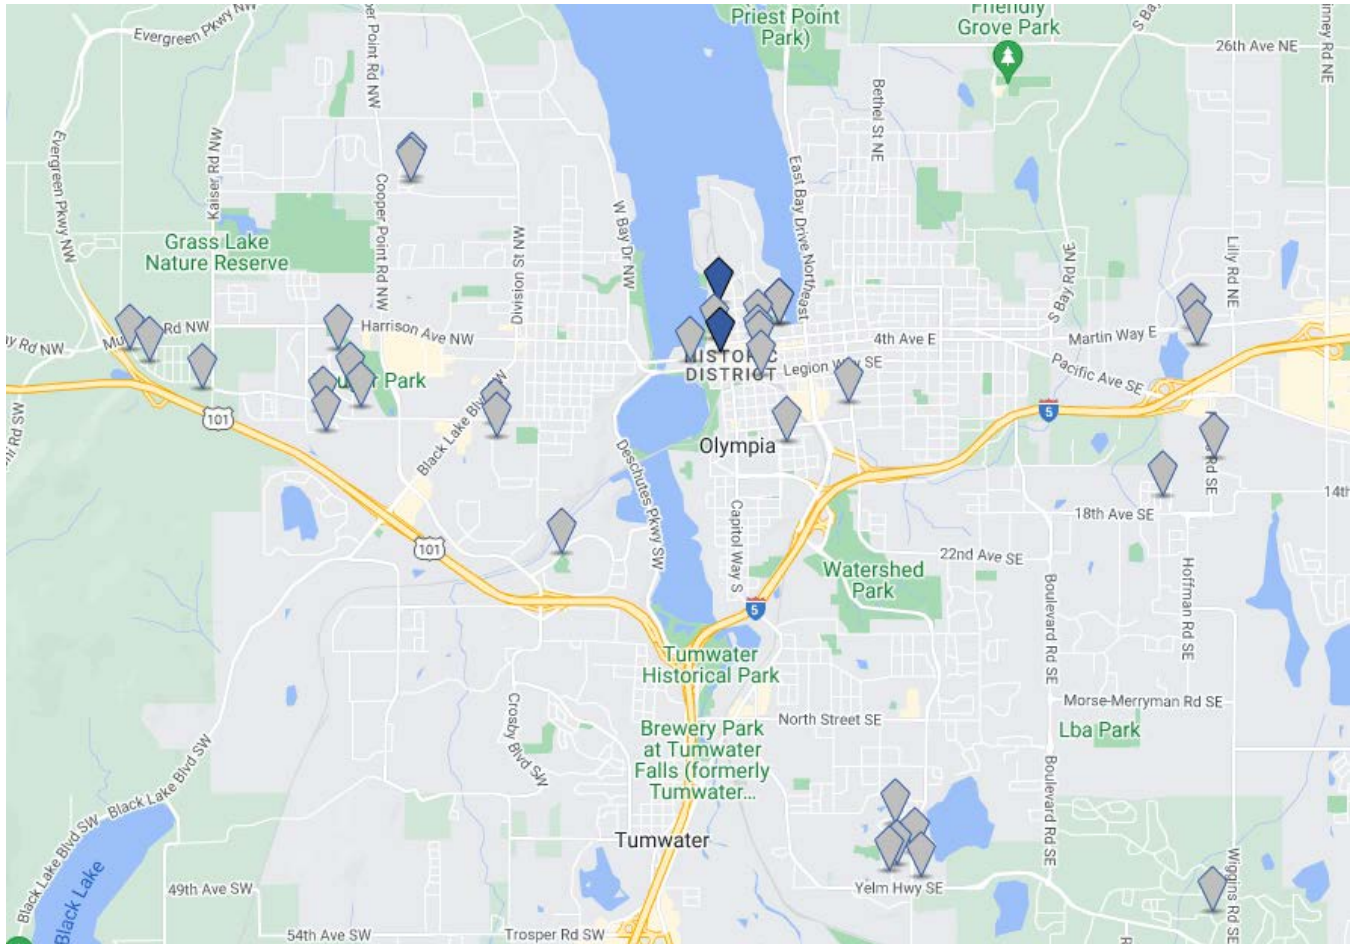 Evergreen Pkwy NW
Priest Point
Park)
Friendly
Grove Park
26th Ave NE
Cooper Point Rd NW
Bethel St NE
Evergreen Pkwy NW
Kaiser Rd NW
Cooper Point Rd NW
East Bay Drive Northeast
W Bay Dr NW
Division St NW
Grass Lake
Nature Reserve
Lilly Rd NE
S Bay Rd NE
Rd NW
Harrison Ave NW
4th Ave E
Martin Way E
HISTORIC
DISTRICT
Legion Way SE
Pacific Ave SE
Park
101
5
Black Lake Blvd
Olympia
Deschutes Pkwy SW
Rd SE
14th
18th Ave SE
Capitol Way S
101
22nd Ave SE
Watershed
Park
Hoffman Rd SE
Boulevard Rd SE
5
Tumwater
Historical Park
Morse-Merryman Rd SE
North Street SE
Lba Park
Crosby Blvd SW
Brewery Park
at Tumwater
Falls (formerly
Tumwater...
Black Lake Blvd SW
Boulevard Rd SE
Tumwater
Black Lake Blvd SW
Black Lake
49th Ave SW
Yelm Hwy SE
Wiggins Rd SE
54th Ave SW
Trosper Rd SW